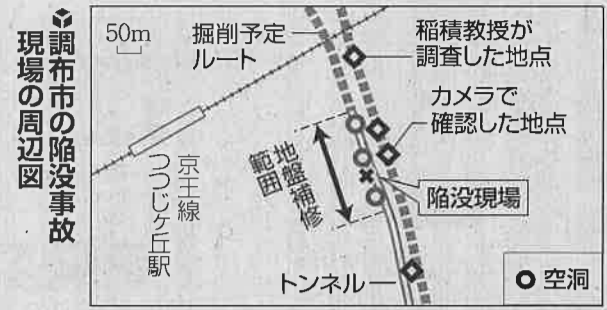 調布市の陥没事故
現場の周辺図
50m
掘削予定
ルート
稲積教授が
調査した地点
カメラで
確認した地点
地盤補修
範囲
京王線
つつじヶ丘駅
陥没現場
トンネル
空洞